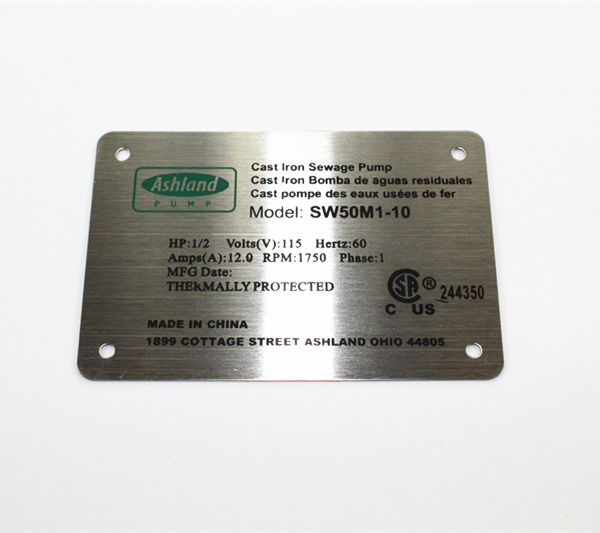 Ashland
PUMP
Cast Iron Sewage Pump
Cast Iron Bomba de aguas residuales
Cast pompe des eaux usées de fer
Model: SW50M1-10
HP:1/2 Volts(V):115 Hertz:60
Amps(A):12.0 RPM:1750 Phase:1
MFG Date:
THERMALLY PROTECTED
SA ® 244350
C US
MADE IN CHINA
1899 COTTAGE STREET ASHLAND OHIO 44805